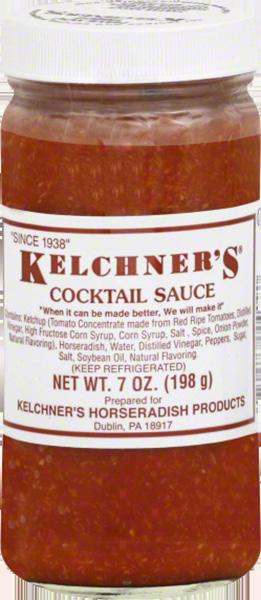 "SINCE 1938"
KELCHNER'S®
COCKTAIL SAUCE
"When it can be made better, We will make it"
Contains: Ketchup (Tomato Concentrate made from Red Ripe Tomatoes, Distilled
Vinegar, High Fructose Corn Syrup, Corn Syrup, Salt, Spice, Onion Powder,
Natural Flavoring), Horseradish, Water, Distilled Vinegar, Peppers, Sugar,
Salt, Soybean Oil, Natural Flavoring.
(KEEP REFRIGERATED)
NET WT. 7 OZ. (198 g)
Prepared for
KELCHNER'S HORSERADISH PRODUCTS
Dublin, PA 18917